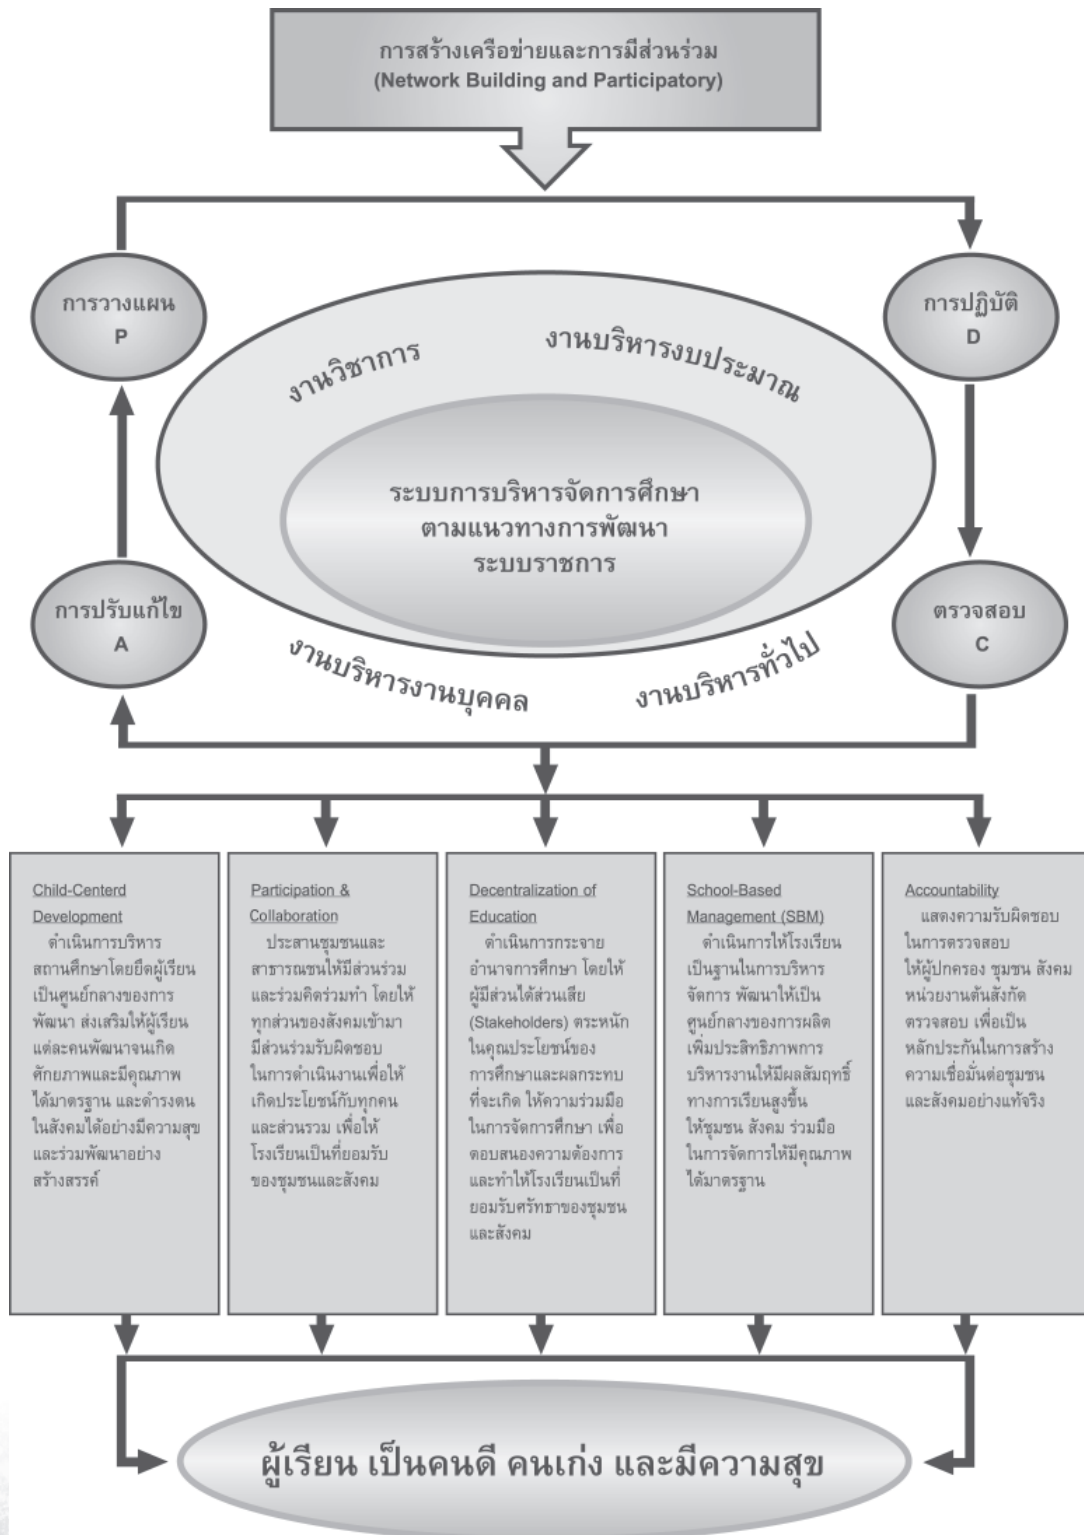 การสร้างเครือข่ายและการมีส่วนร่วม
(Network Building and Participatory)
การวางแผน
P
การปฏิบัติ
D
งานวิชาการ
งานบริหารงบประมาณ
ระบบการบริหารจัดการศึกษา
ตามแนวทางการพัฒนา
ระบบราชการ
การปรับแก้ไข
A
ตรวจสอบ
C
งานบริหารงานบุคคล
งานบริหารทั่วไป
Child-Centerd
Development
ดำเนินการบริหาร
สถานศึกษาโดยยึดผู้เรียน
เป็นศูนย์กลางของการ
พัฒนา ส่งเสริมให้ผู้เรียน
แต่ละคนพัฒนาจนเกิด
ศักยภาพและมีคุณภาพ
ได้มาตรฐาน และดำรงตน
ในสังคมได้อย่างมีความสุข
และร่วมพัฒนาอย่าง
สร้างสรรค์
Participation &
Collaboration
ประสานชุมชนและ
สาธารณชนให้มีส่วนร่วม
และร่วมคิดร่วมทำ โดยให้
ทุกส่วนของสังคมเข้ามา
มีส่วนร่วมรับผิดชอบ
ในการดำเนินงานเพื่อให้
เกิดประโยชน์กับทุกคน
และส่วนรวม เพื่อให้
โรงเรียนเป็นที่ยอมรับ
ของชุมชนและสังคม
Decentralization of
Education
ดำเนินการกระจาย
อำนาจการศึกษา โดยให้
ผู้มีส่วนได้ส่วนเสีย
(Stakeholders) ตระหนัก
ในคุณประโยชน์ของ
การศึกษาและผลกระทบ
ที่จะเกิด ให้ความร่วมมือ
ในการจัดการศึกษา เพื่อ
ตอบสนองความต้องการ
และทำให้โรงเรียนเป็นที่
ยอมรับศรัทธาของชุมชน
และสังคม
School-Based
Management (SBM)
ดำเนินการให้โรงเรียน
เป็นฐานในการบริหาร
จัดการ พัฒนาให้เป็น
ศูนย์กลางของการผลิต
เพิ่มประสิทธิภาพการ
บริหารงานให้มีผลสัมฤทธิ์
ทางการเรียนสูงขึ้น
ให้ชุมชน สังคม ร่วมมือ
ในการจัดการให้มีคุณภาพ
ได้มาตรฐาน
Accountability
แสดงความรับผิดชอบ
ในการตรวจสอบ
ให้ผู้ปกครอง ชุมชน สังคม
หน่วยงานต้นสังกัด
ตรวจสอบ เพื่อเป็น
หลักประกันในการสร้าง
ความเชื่อมั่นต่อชุมชน
และสังคมอย่างแท้จริง
ผู้เรียน เป็นคนดี คนเก่ง และมีความสุข